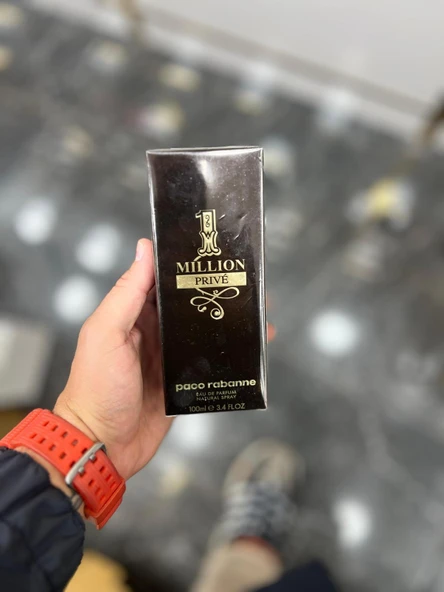 1
MILLION
PRIVÉ
paco rabanne
EAU DE PARFUM
NATURAL SPRAY
100ml e 3.4 FL.OZ